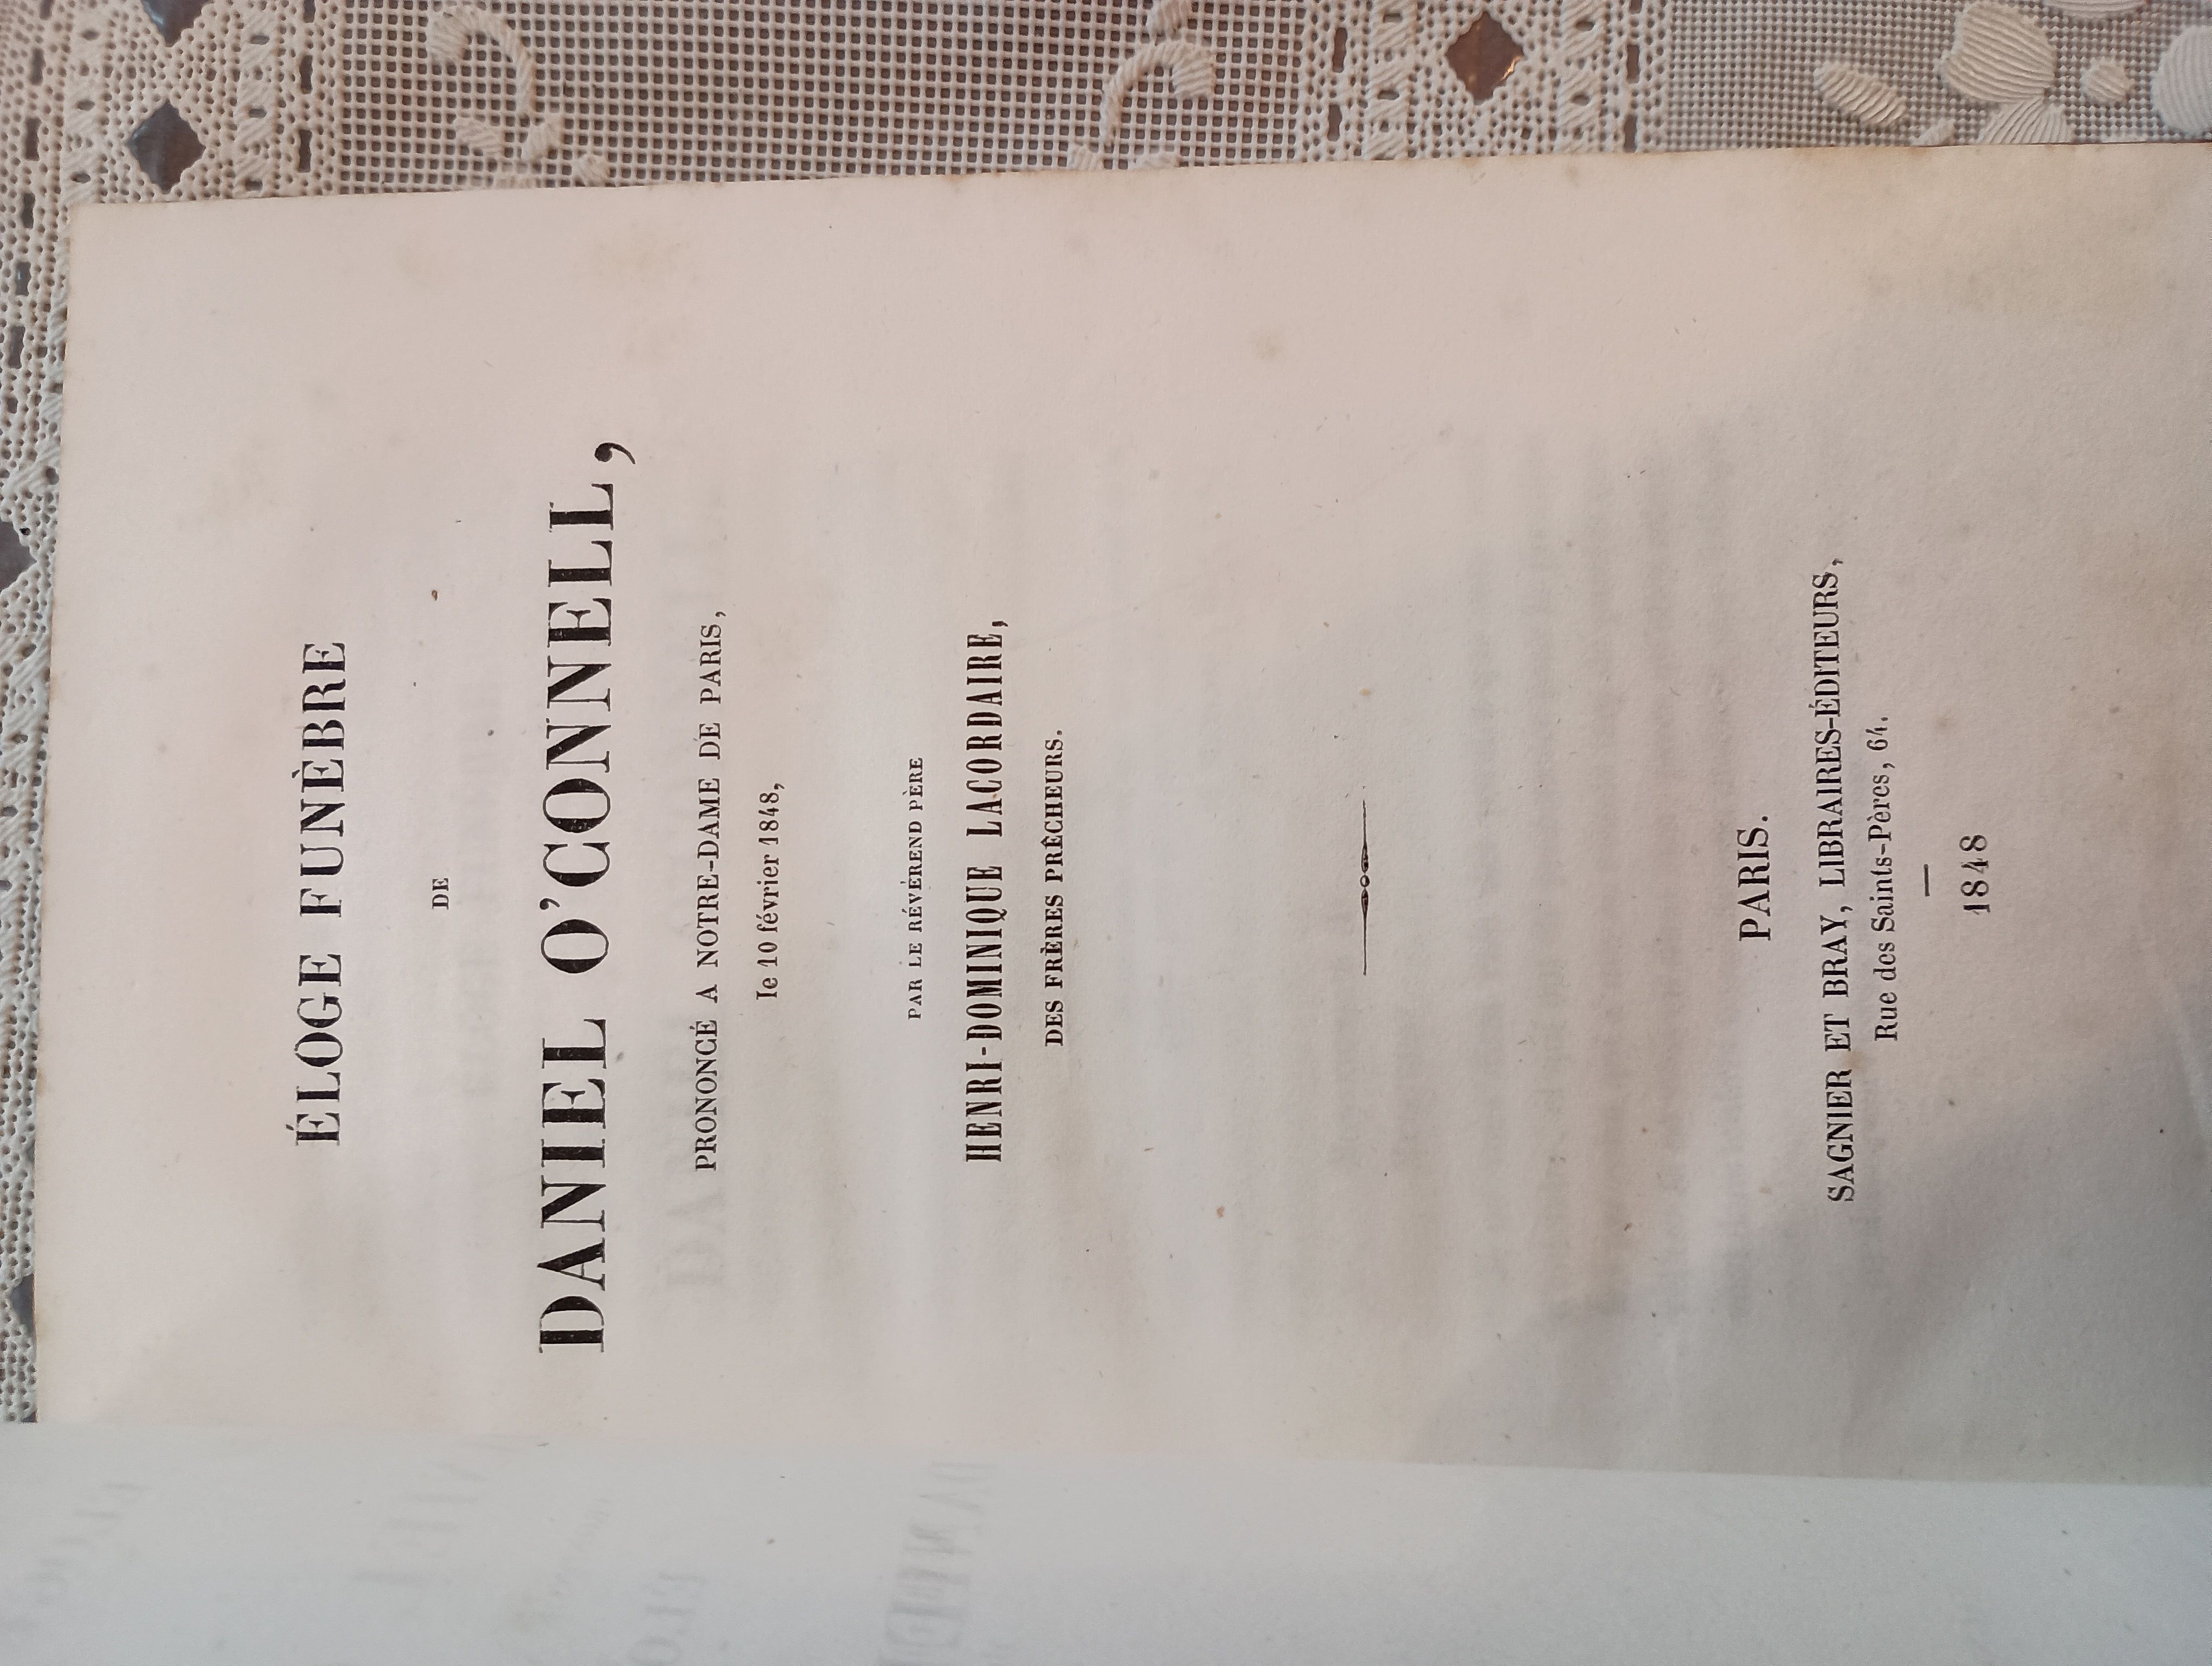 ÉLOGE FUNÈBRE
DE
DANIEL O'CONNELL,
PRONONCÉ A NOTRE-DAME DE PARIS,
le 10 février 1848,
PAR LE RÉVÉREND PÈRE
HENRI-DOMINIQUE LACORDAIRE,
DES FRÈRES PRÊCHEURS.
PARIS.
SAGNIER ET BRAY, LIBRAIRES-ÉDITEURS,
Rue des Saints-Pères, 64.
1848